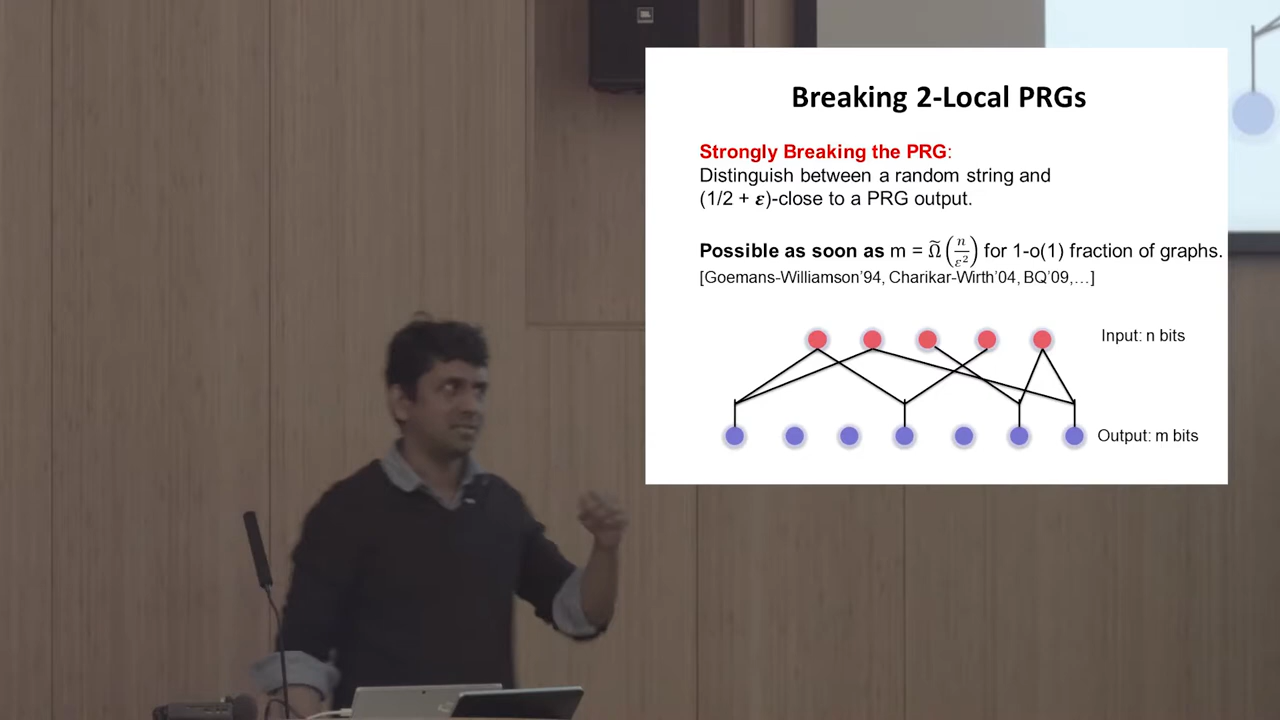 Breaking 2-Local PRGs
Strongly Breaking the PRG:
Distinguish between a random string and
(1/2 + ε)-close to a PRG output.
Possible as soon as m = Ω̃(n/ε²) for 1-o(1) fraction of graphs.
[Goemans-Williamson'94, Charikar-Wirth'04, BQ'09,…]
Input: n bits
Output: m bits
JBL